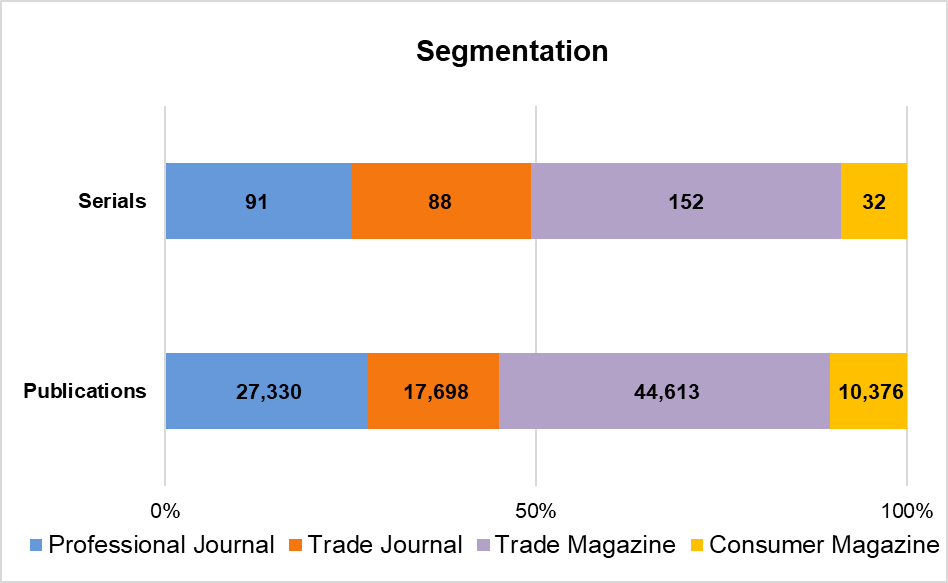 Segmentation
Serials
91 88 152 32
Publications
27,330 17,698 44,613 10,376
0% 50% 100%
Professional Journal Trade Journal Trade Magazine Consumer Magazine